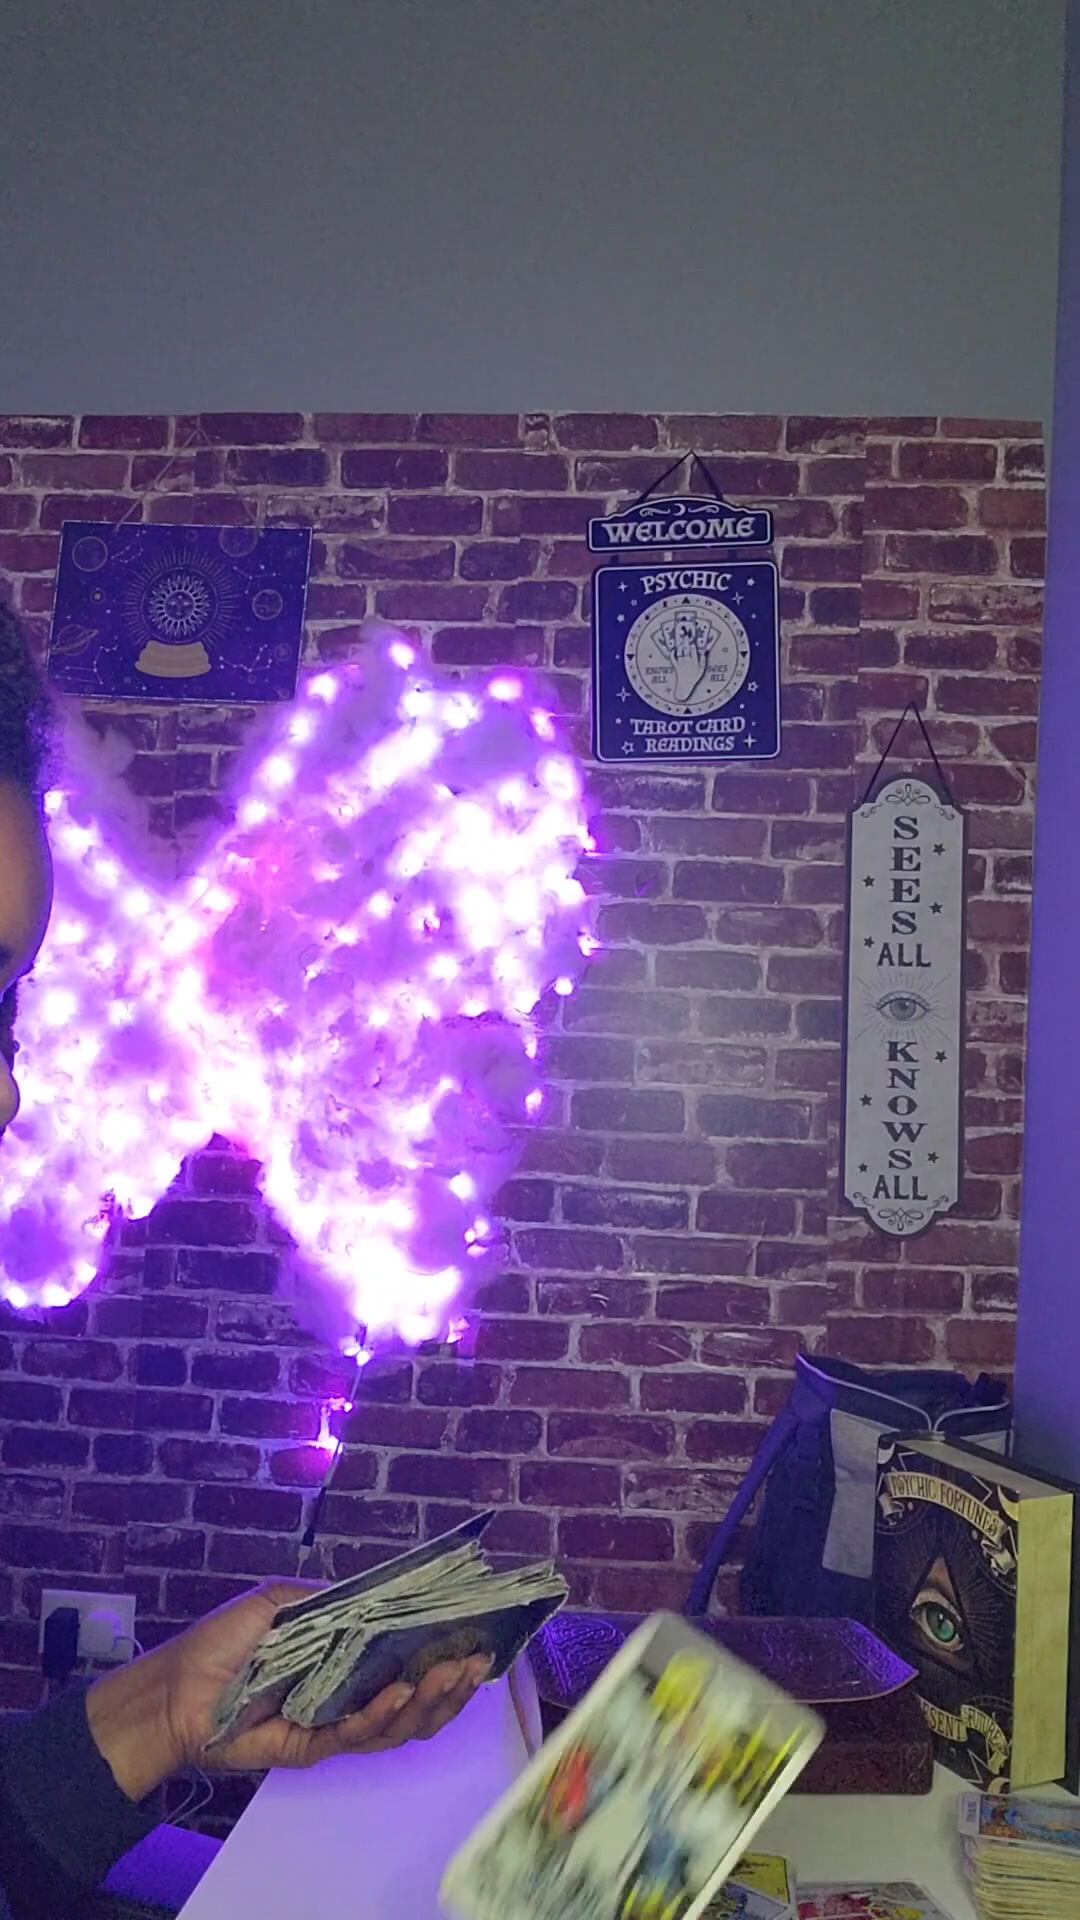 WELCOME
PSYCHIC
KNOWS
ALL
SEES
ALL
TAROT CARD
READINGS
SEES
ALL
KNOWS
ALL
PSYCHIC FORTUNES